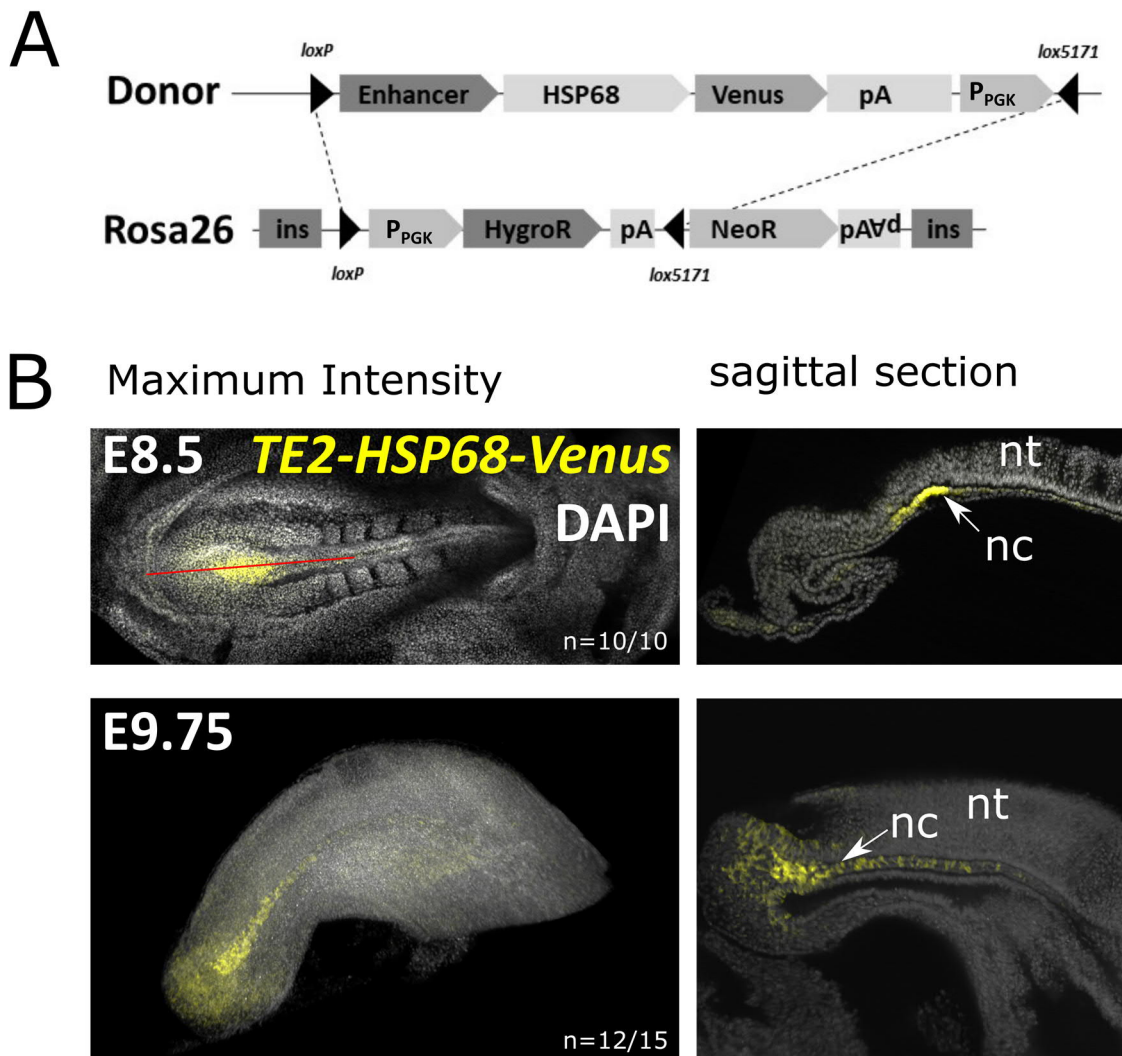 A
loxP
lox5171
Donor
Enhancer
HSP68
Venus
pA
PPGK
Rosa26
ins
PPGK
HygroR
pA
NeoR
pA
pA
ins
loxP
lox5171
B
Maximum Intensity
sagittal section
E8.5
TE2-HSP68-Venus
DAPI
n=10/10
nt
nc
E9.75
n=12/15
nc
nt